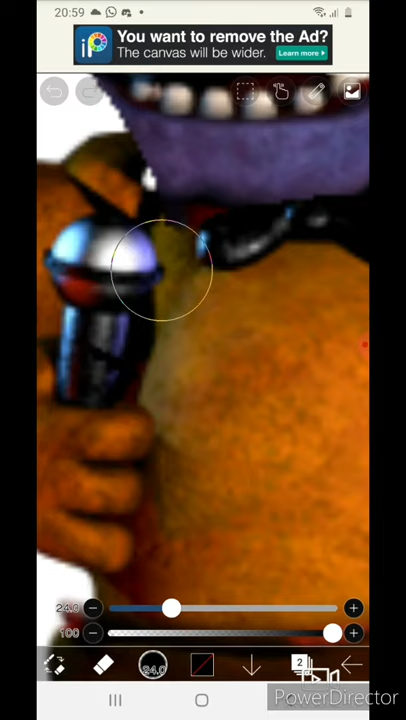 20:59
iP
You want to remove the Ad?
The canvas will be wider.
Learn more ▸
24.0
100
24.0
2
PowerDirector